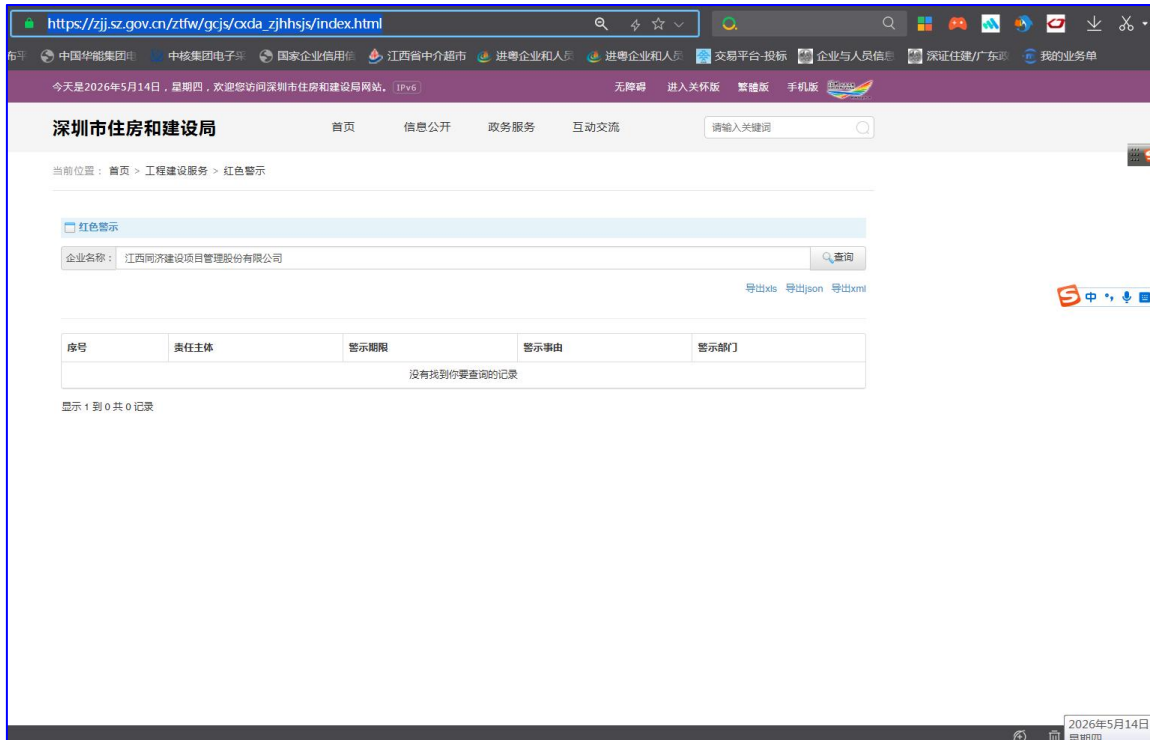 https://zjj.sz.gov.cn/ztfw/gcjs/cxda_zjhhsjs/index.html
布平 中国华能集团电 中核集团电子采 国家企业信用信 江西省中介超市 进粤企业和人员 进粤企业和人员 交易平台-投标 企业与人员信息 深证住建/广东政 我的业务单
今天是2026年5月14日，星期四，欢迎您访问深圳市住房和建设局网站。 IPv6 无障碍 进入关怀版 繁體版 手机版
深圳市住房和建设局 首页 信息公开 政务服务 互动交流 请输入关键词
当前位置： 首页 > 工程建设服务 > 红色警示
红色警示
企业名称： 江西同济建设项目管理股份有限公司 查询
导出xls 导出json 导出xml
中
序号 责任主体 警示期限 警示事由 警示部门
没有找到你要查询的记录
显示 1 到 0 共 0 记录
2026年5月14日
星期四